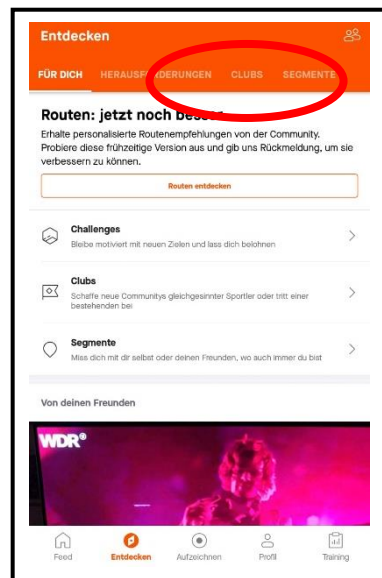 Entdecken
FÜR DICH HERAUSFORDERUNGEN CLUBS SEGMENTE
Routen: jetzt noch besser
Erhalte personalisierte Routenempfehlungen von der Community.
Probiere diese frühzeitige Version aus und gib uns Rückmeldung, um sie
verbessern zu können.
Routen entdecken
Challenges
Bleibe motiviert mit neuen Zielen und lass dich belohnen
Clubs
Schaffe neue Communitys gleichgesinnter Sportler oder tritt einer
bestehenden bei
Segmente
Miss dich mit dir selbst oder deinen Freunden, wo auch immer du bist
Von deinen Freunden
WDR®
Feed Entdecken Aufzeichnen Profil Training